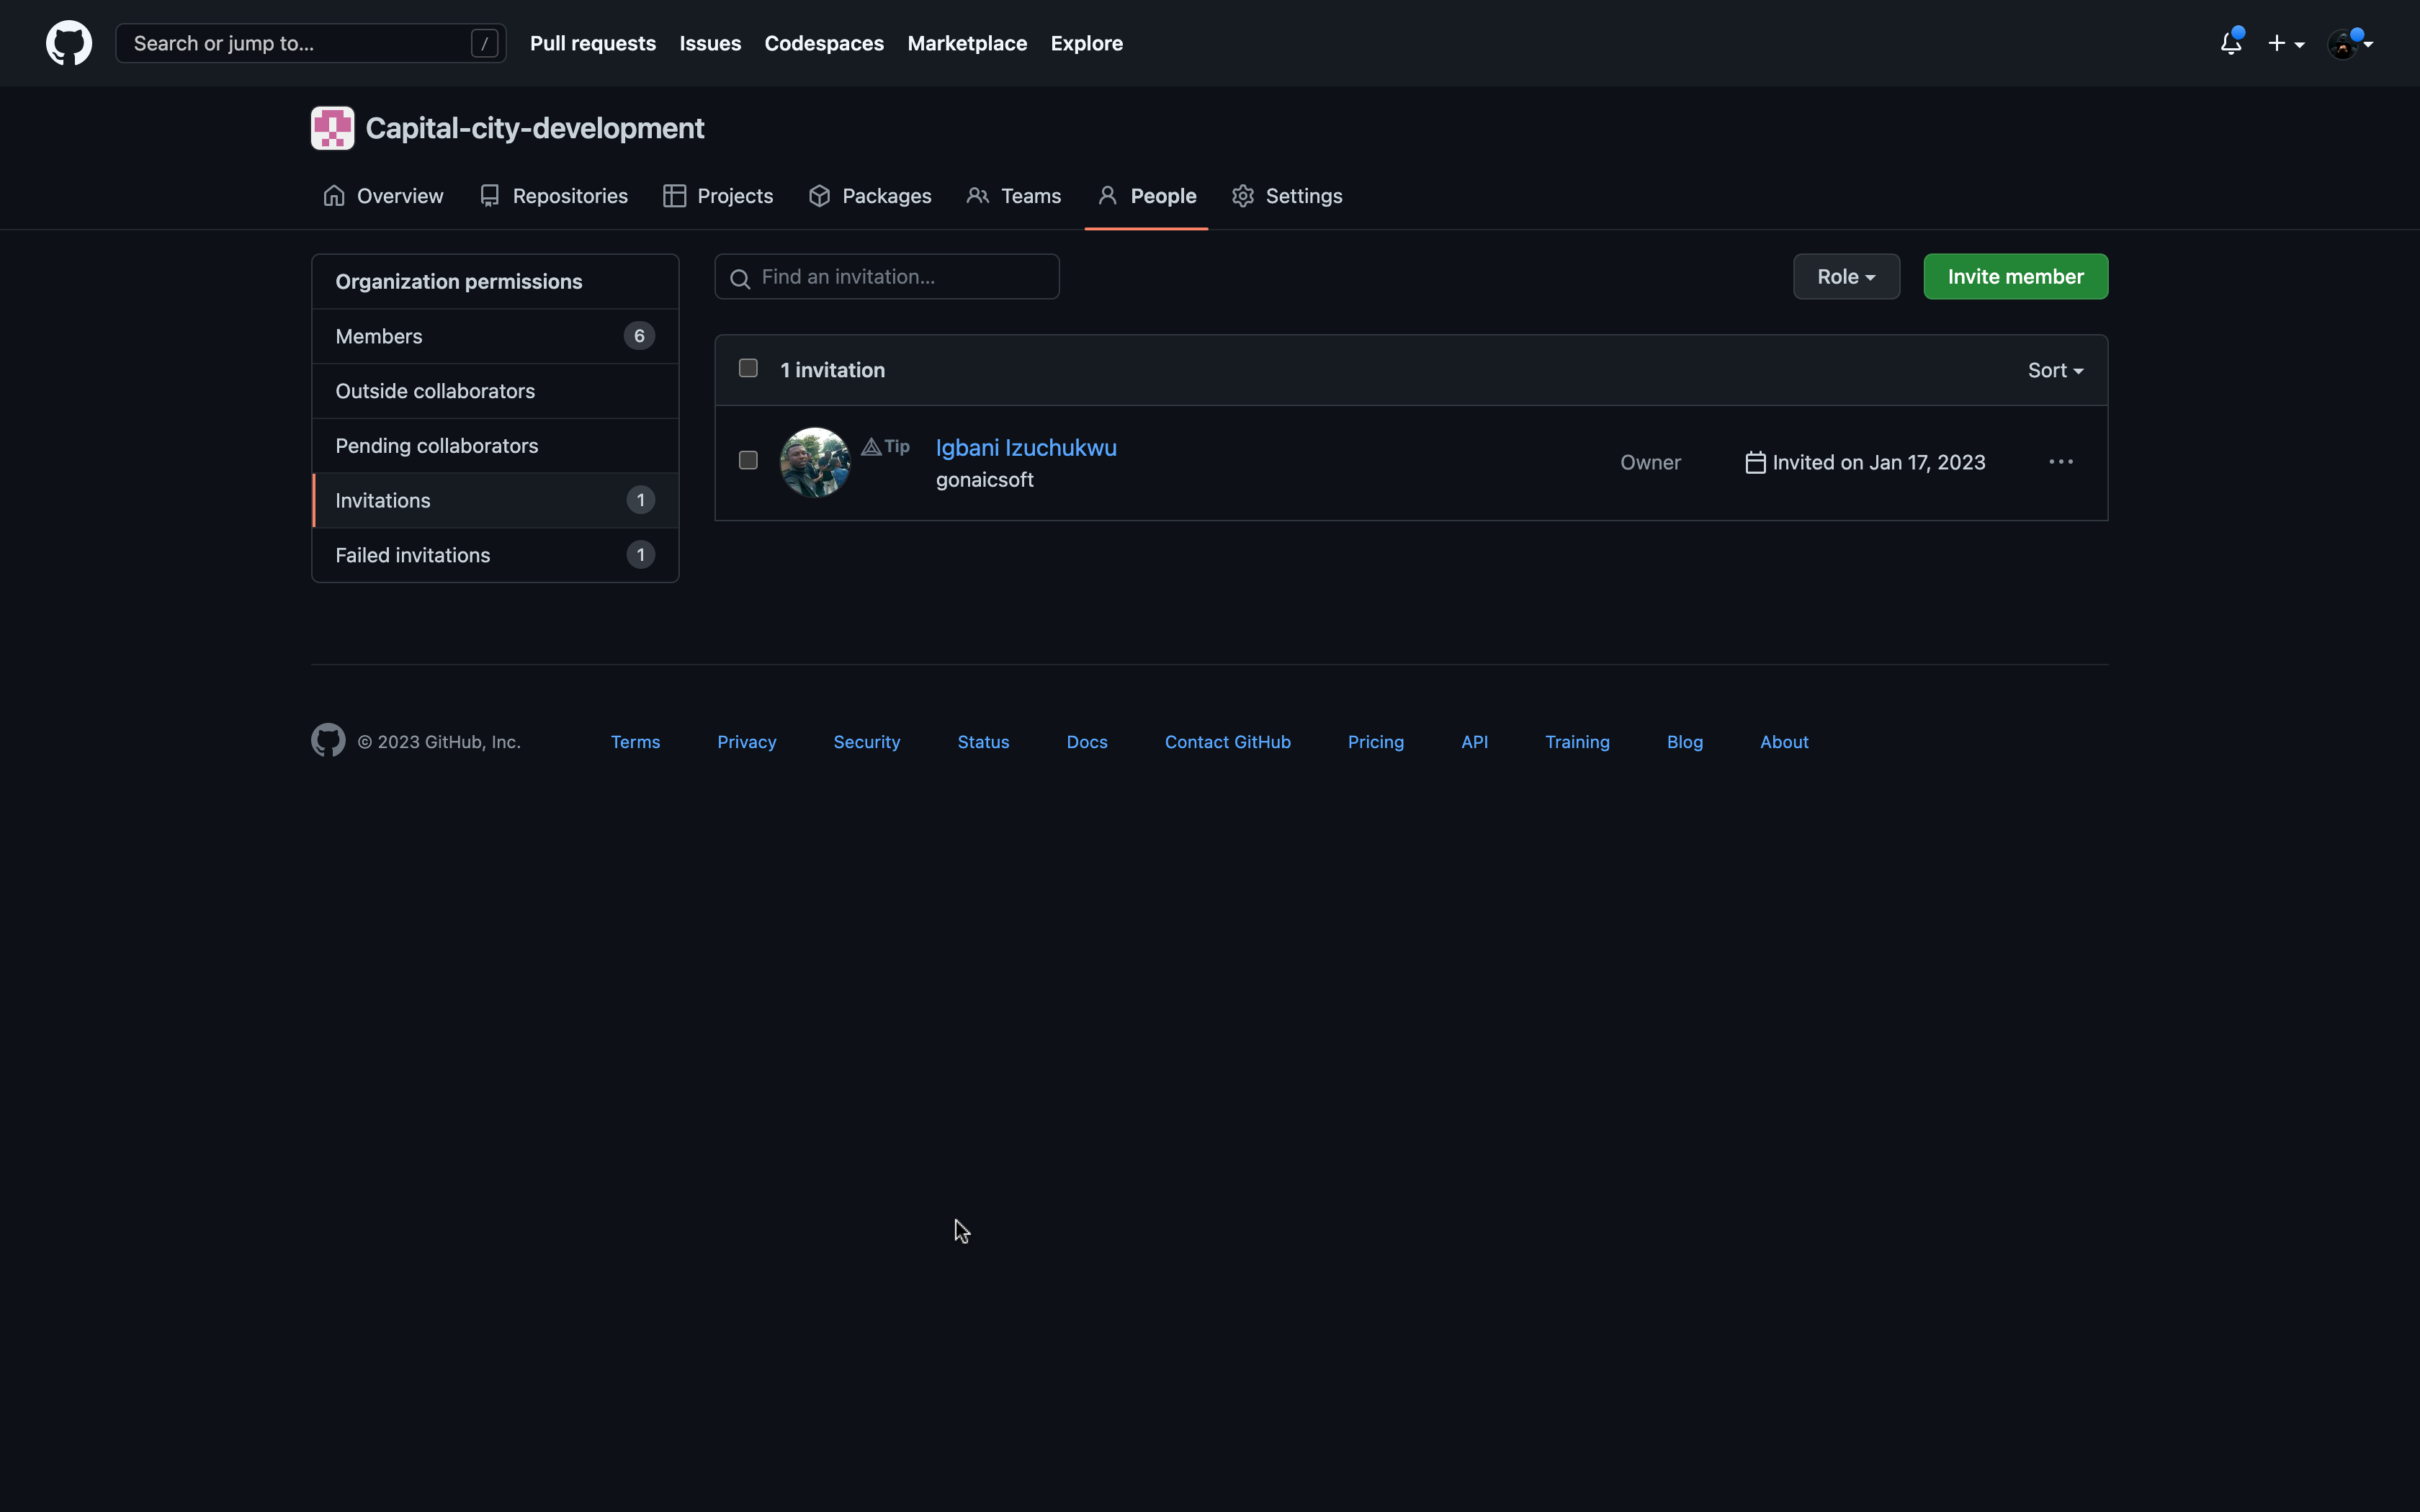 Search or jump to... /
Pull requests Issues Codespaces Marketplace Explore
Capital-city-development
Overview Repositories Projects Packages Teams People Settings
Organization permissions
Members 6
Outside collaborators
Pending collaborators
Invitations 1
Failed invitations 1
Find an invitation... Role Invite member
1 invitation Sort
Tip Igbani Izuchukwu
gonaicsoft
Owner Invited on Jan 17, 2023
© 2023 GitHub, Inc. Terms Privacy Security Status Docs Contact GitHub Pricing API Training Blog About